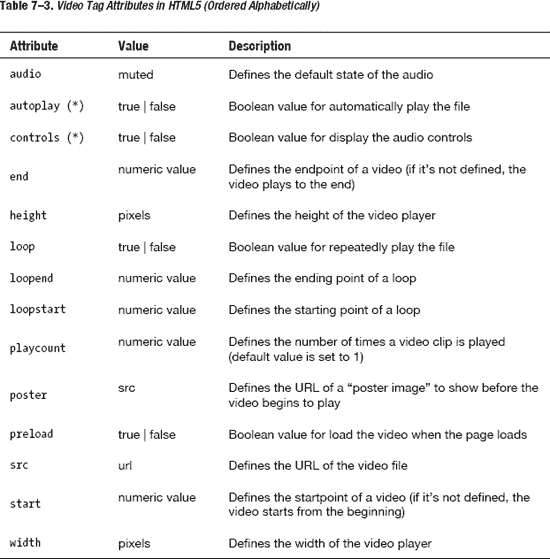 Table 7–3. Video Tag Attributes in HTML5 (Ordered Alphabetically)
Attribute Value Description
audio muted Defines the default state of the audio
autoplay (*) true | false Boolean value for automatically play the file
controls (*) true | false Boolean value for display the audio controls
end numeric value Defines the endpoint of a video (if it's not defined, the
video plays to the end)
height pixels Defines the height of the video player
loop true | false Boolean value for repeatedly play the file
loopend numeric value Defines the ending point of a loop
loopstart numeric value Defines the starting point of a loop
playcount numeric value Defines the number of times a video clip is played
(default value is set to 1)
poster src Defines the URL of a “poster image” to show before the
video begins to play
preload true | false Boolean value for load the video when the page loads
src url Defines the URL of the video file
start numeric value Defines the startpoint of a video (if it's not defined, the
video starts from the beginning)
width pixels Defines the width of the video player